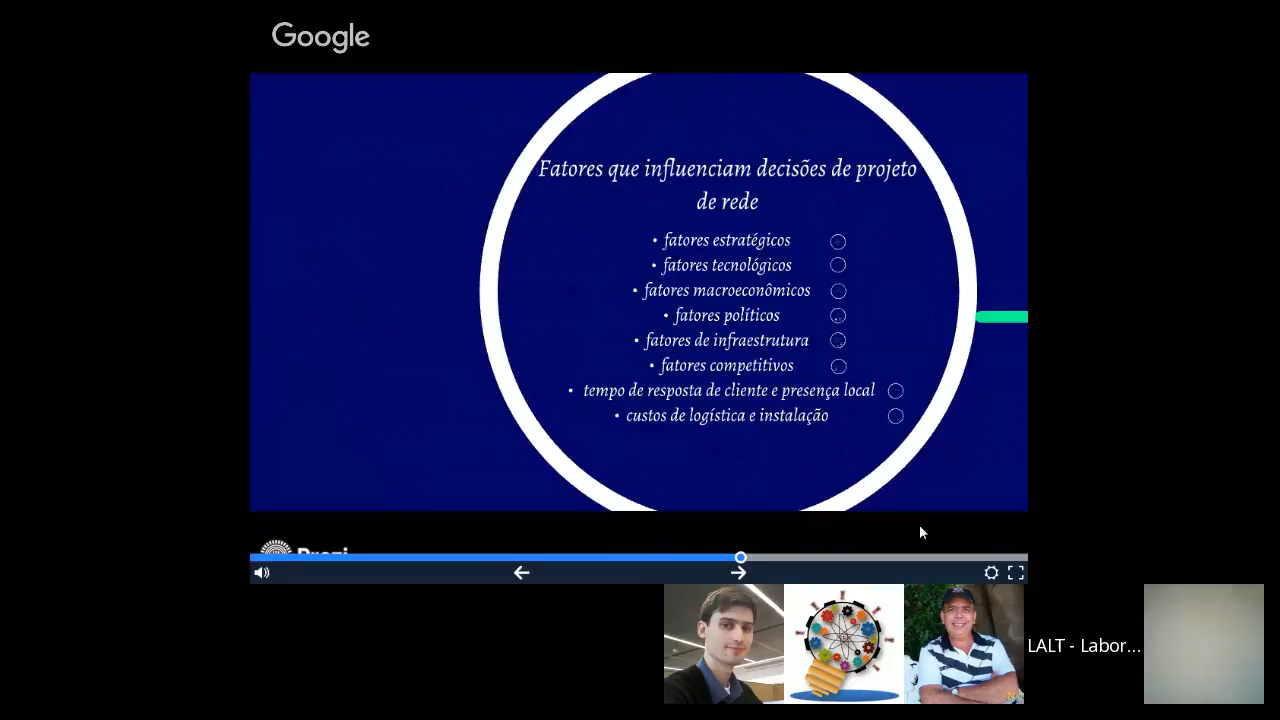 Google
Fatores que influenciam decisões de projeto
de rede
• fatores estratégicos
• fatores tecnológicos
• fatores macroeconômicos
• fatores políticos
• fatores de infraestrutura
• fatores competitivos
• tempo de resposta de cliente e presença local
• custos de logística e instalação
Prezi
LALT - Labor...